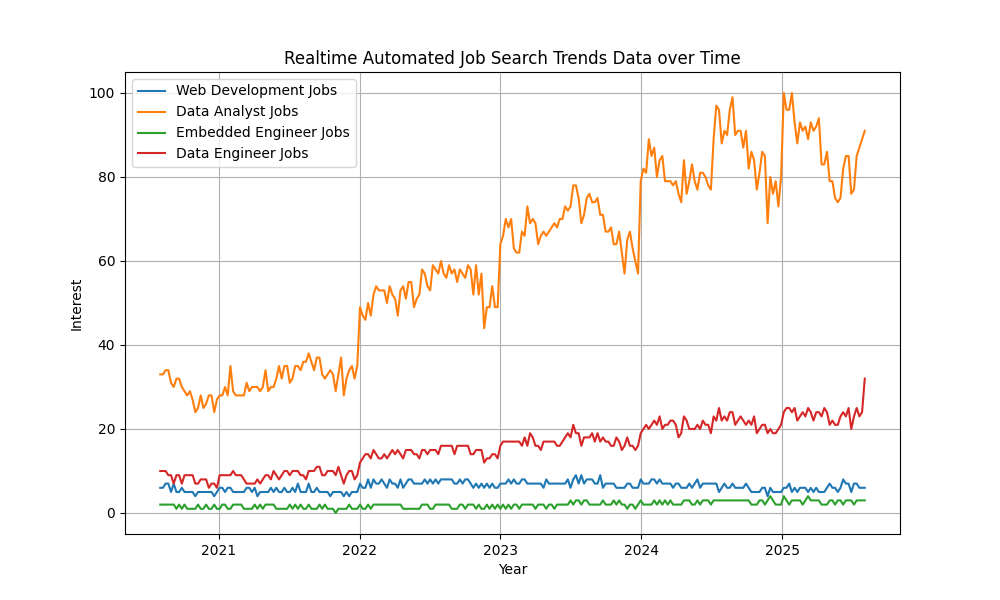 Realtime Automated Job Search Trends Data over Time
Web Development Jobs
Data Analyst Jobs
Embedded Engineer Jobs
Data Engineer Jobs
100
80
60
40
20
0
Interest
2021 2022 2023 2024 2025
Year